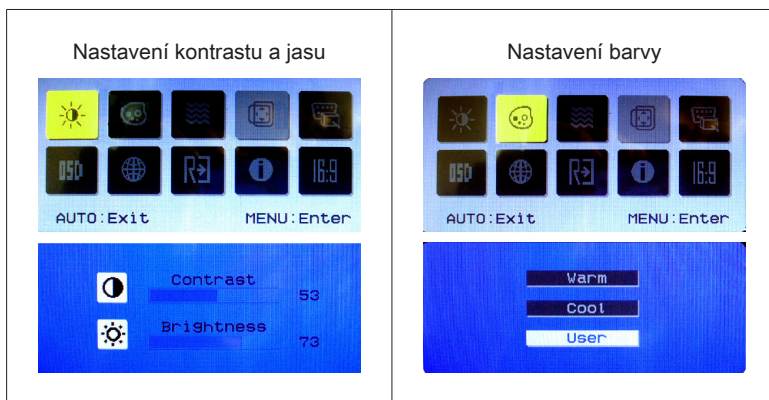 Nastavení kontrastu a jasu
OSD
16:9
AUTO:Exit MENU:Enter
Contrast
53
Brightness
73
Nastavení barvy
OSD
16:9
AUTO:Exit MENU:Enter
Warm
Cool
User